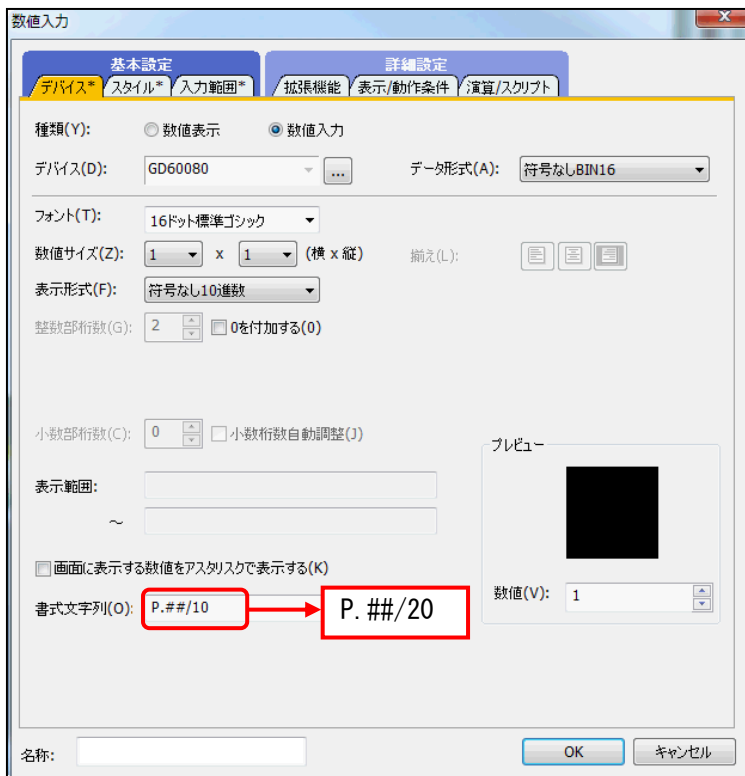 数値入力
基本設定
詳細設定
デバイス* スタイル* 入力範囲* 拡張機能 表示/動作条件 演算/スクリプト
種類(Y): 数値表示 数値入力
デバイス(D): GD60080 ... データ形式(A): 符号なしBIN16
フォント(T): 16ドット標準ゴシック
数値サイズ(Z): 1 x 1 (横 x 縦) 揃え(L):
表示形式(F): 符号なし10進数
整数部桁数(G): 2 0を付加する(0)
小数部桁数(C): 0 小数桁数自動調整(J)
プレビュー
表示範囲:
～
画面に表示する数値をアスタリスクで表示する(K)
書式文字列(O): P.##/10 P.##/20
数値(V): 1
名称: OK キャンセル